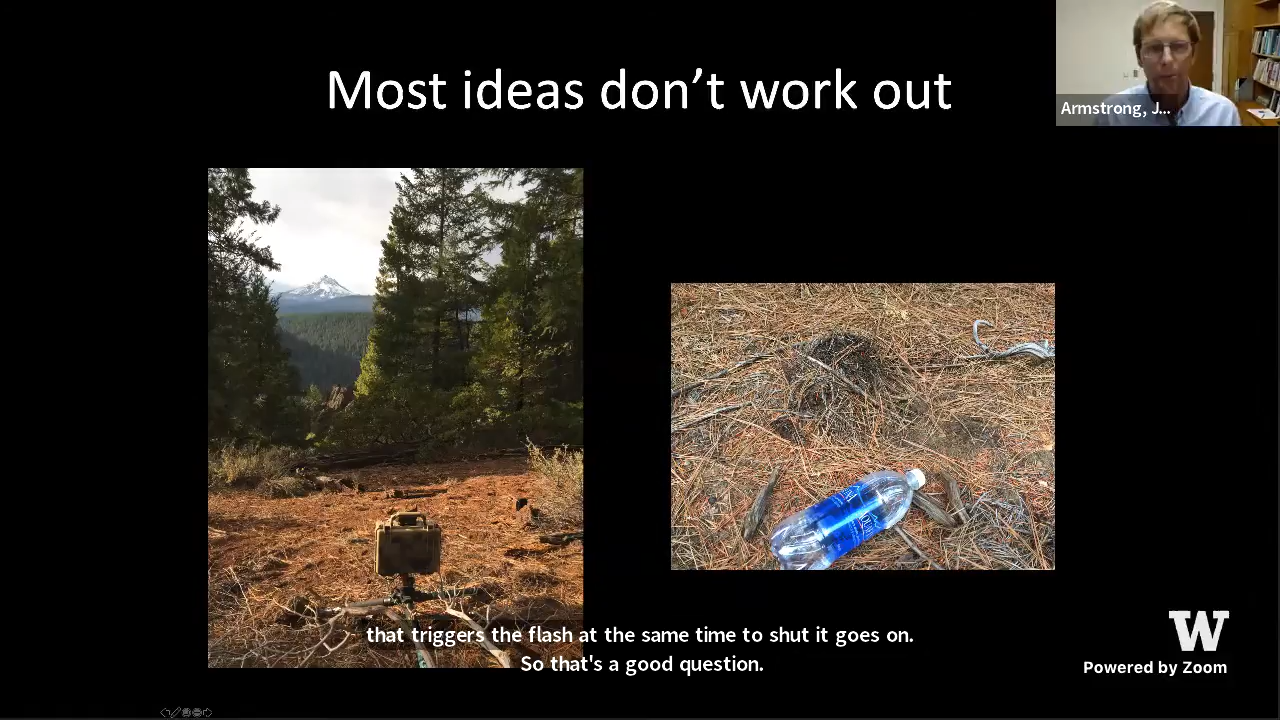 Most ideas don’t work out
Armstrong, J...
that triggers the flash at the same time to shut it goes on.
So that's a good question.
W
Powered by Zoom